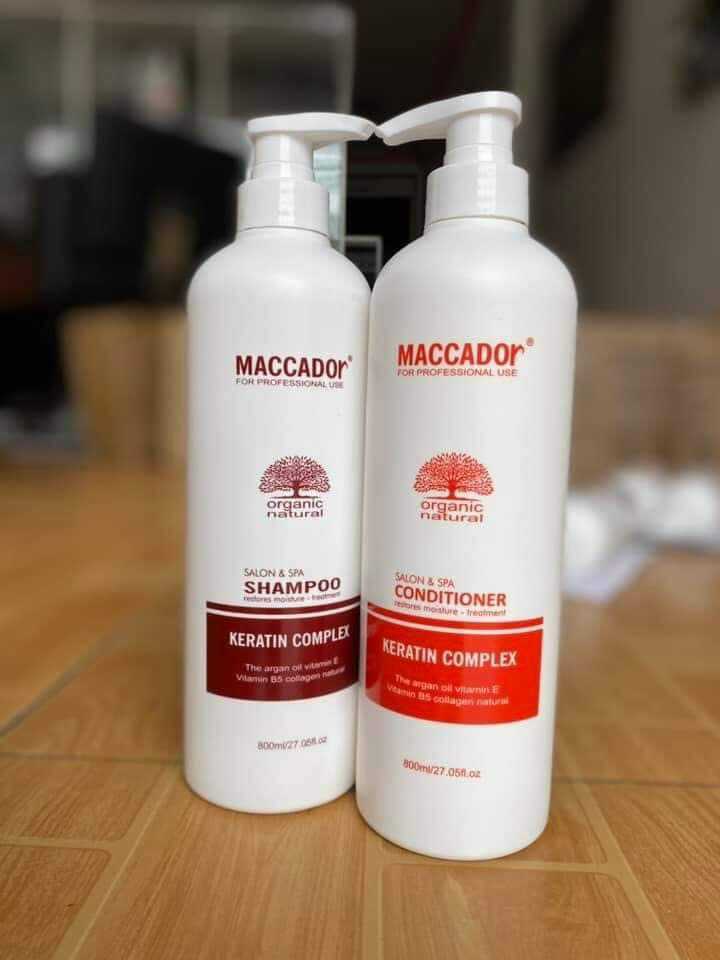 MACCADOr®
FOR PROFESSIONAL USE
organic
natural
SALON & SPA
SHAMPOO
restores moisture - treatment
KERATIN COMPLEX
The argan oil vitamin E
Vitamin B5 collagen natural
800ml/27.05fl.oz
MACCADOr®
FOR PROFESSIONAL USE
organic
natural
SALON & SPA
CONDITIONER
restores moisture - treatment
KERATIN COMPLEX
The argan oil vitamin E
Vitamin B5 collagen natural
800ml/27.05fl.oz